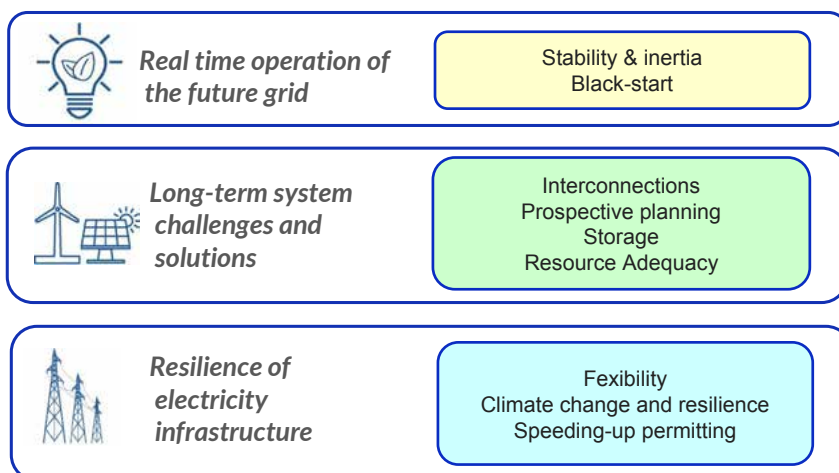 Real time operation of
the future grid
Stability & inertia
Black-start
Long-term system
challenges and
solutions
Interconnections
Prospective planning
Storage
Resource Adequacy
Resilience of
electricity
infrastructure
Fexibility
Climate change and resilience
Speeding-up permitting